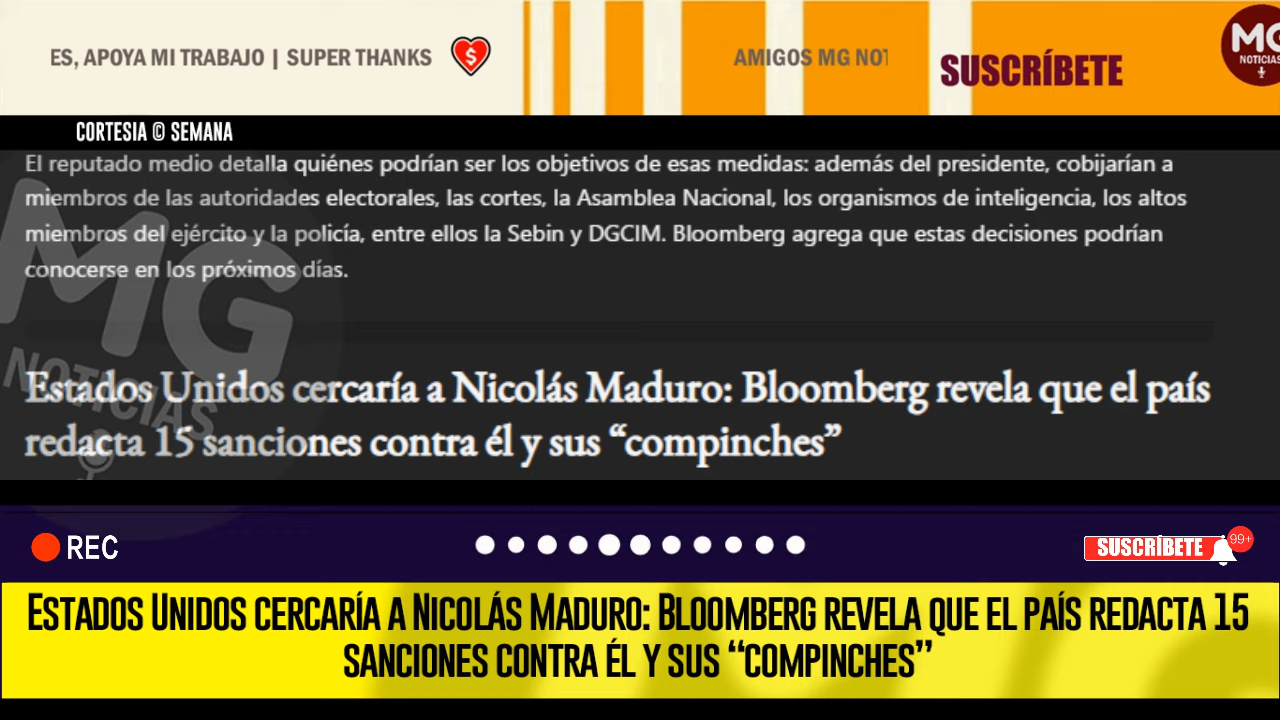 ES, APOYA MI TRABAJO | SUPER THANKS
$
AMIGOS MG NOT
SUSCRÍBETE
MG
NOTICIAS
CORTESIA © SEMANA
El reputado medio detalla quiénes podrían ser los objetivos de esas medidas: además del presidente, cobijarían a
miembros de las autoridades electorales, las cortes, la Asamblea Nacional, los organismos de inteligencia, los altos
miembros del ejército y la policía, entre ellos la Sebin y DGCIM. Bloomberg agrega que estas decisiones podrían
conocerse en los próximos días.
MG
NOTICIAS
Estados Unidos cercaría a Nicolás Maduro: Bloomberg revela que el país
redacta 15 sanciones contra él y sus “compinches”
REC
SUSCRÍBETE
99+
ESTADOS UNIDOS CERCARÍA A NICOLÁS MADURO: BLOOMBERG REVELA QUE EL PAÍS REDACTA 15
SANCIONES CONTRA ÉL Y SUS “COMPINCHES”